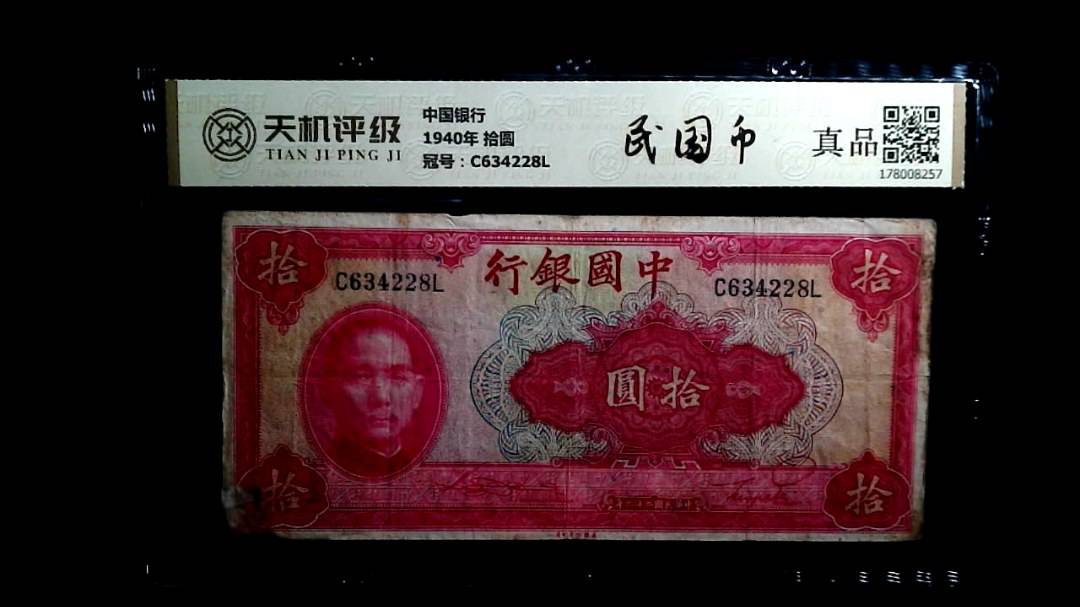 天机评级
TIAN JI PING JI
中国银行
1940年 拾圆
冠号：C634228L
民国币
真品
178008257
拾
拾
行銀國中
C634228L
C634228L
圓拾
拾
拾